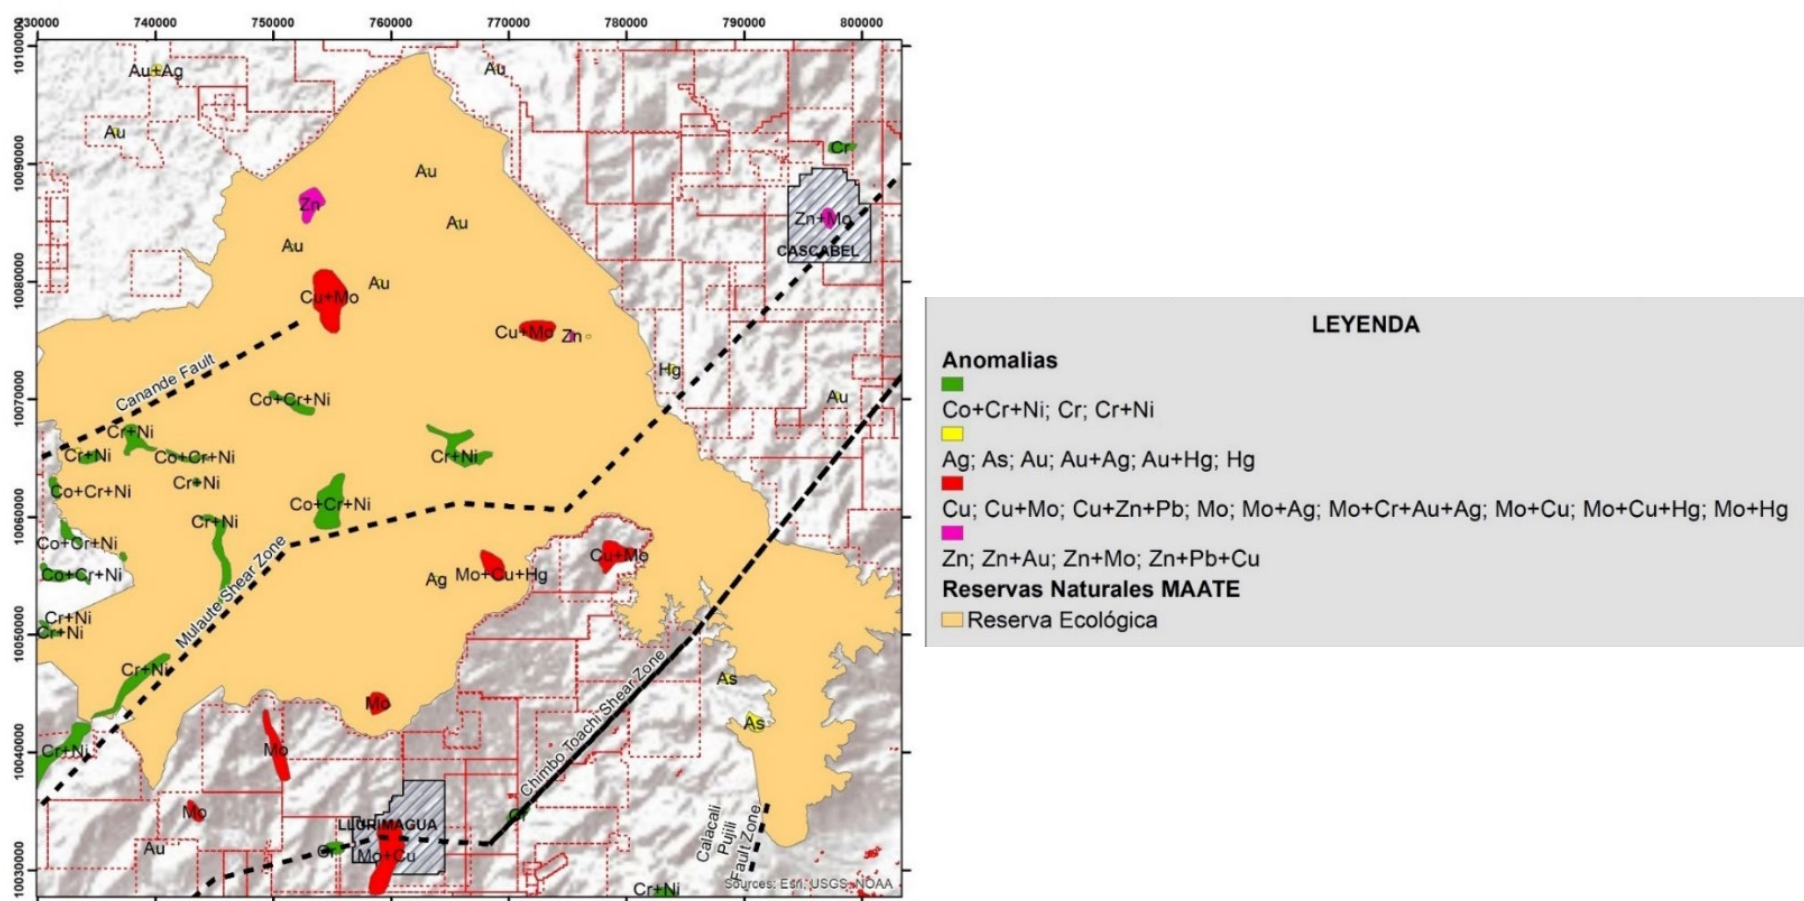 730000 740000 750000 760000 770000 780000 790000 800000
10100000
10090000
10080000
10070000
10060000
10050000
10040000
10030000
Au+Ag
Au
Au
Cr
Au
Zn
Au
Au
Zn+Mo
CASCABEL
Au
Cu+Mo
Cu+Mo
Zn
Canande Fault
Hg
Co+Cr+Ni
Au
Cr+Ni
Cr+Ni
Co+Cr+Ni
Cr+Ni
Cr+Ni
Co+Cr+Ni
Co+Cr+Ni
Cr+Ni
Co+Cr+Ni
Cu+Mo
Co+Cr+Ni
Ag
Mo+Cu+Hg
Mulaute Shear Zone
Cr+Ni
Cr+Ni
Cr+Ni
Chimbo Toachi Shear Zone
As
Mo
As
Cr+Ni
Mo
Mo
Cr
LLURIMAGUA
Au
Cr
Mo+Cu
Calacali
Pujili
Fault Zone
Cr+Ni
Sources: Esri, USGS, NOAA
LEYENDA
Anomalias
Co+Cr+Ni; Cr; Cr+Ni
Ag; As; Au; Au+Ag; Au+Hg; Hg
Cu; Cu+Mo; Cu+Zn+Pb; Mo; Mo+Ag; Mo+Cr+Au+Ag; Mo+Cu; Mo+Cu+Hg; Mo+Hg
Zn; Zn+Au; Zn+Mo; Zn+Pb+Cu
Reservas Naturales MAATE
Reserva Ecológica